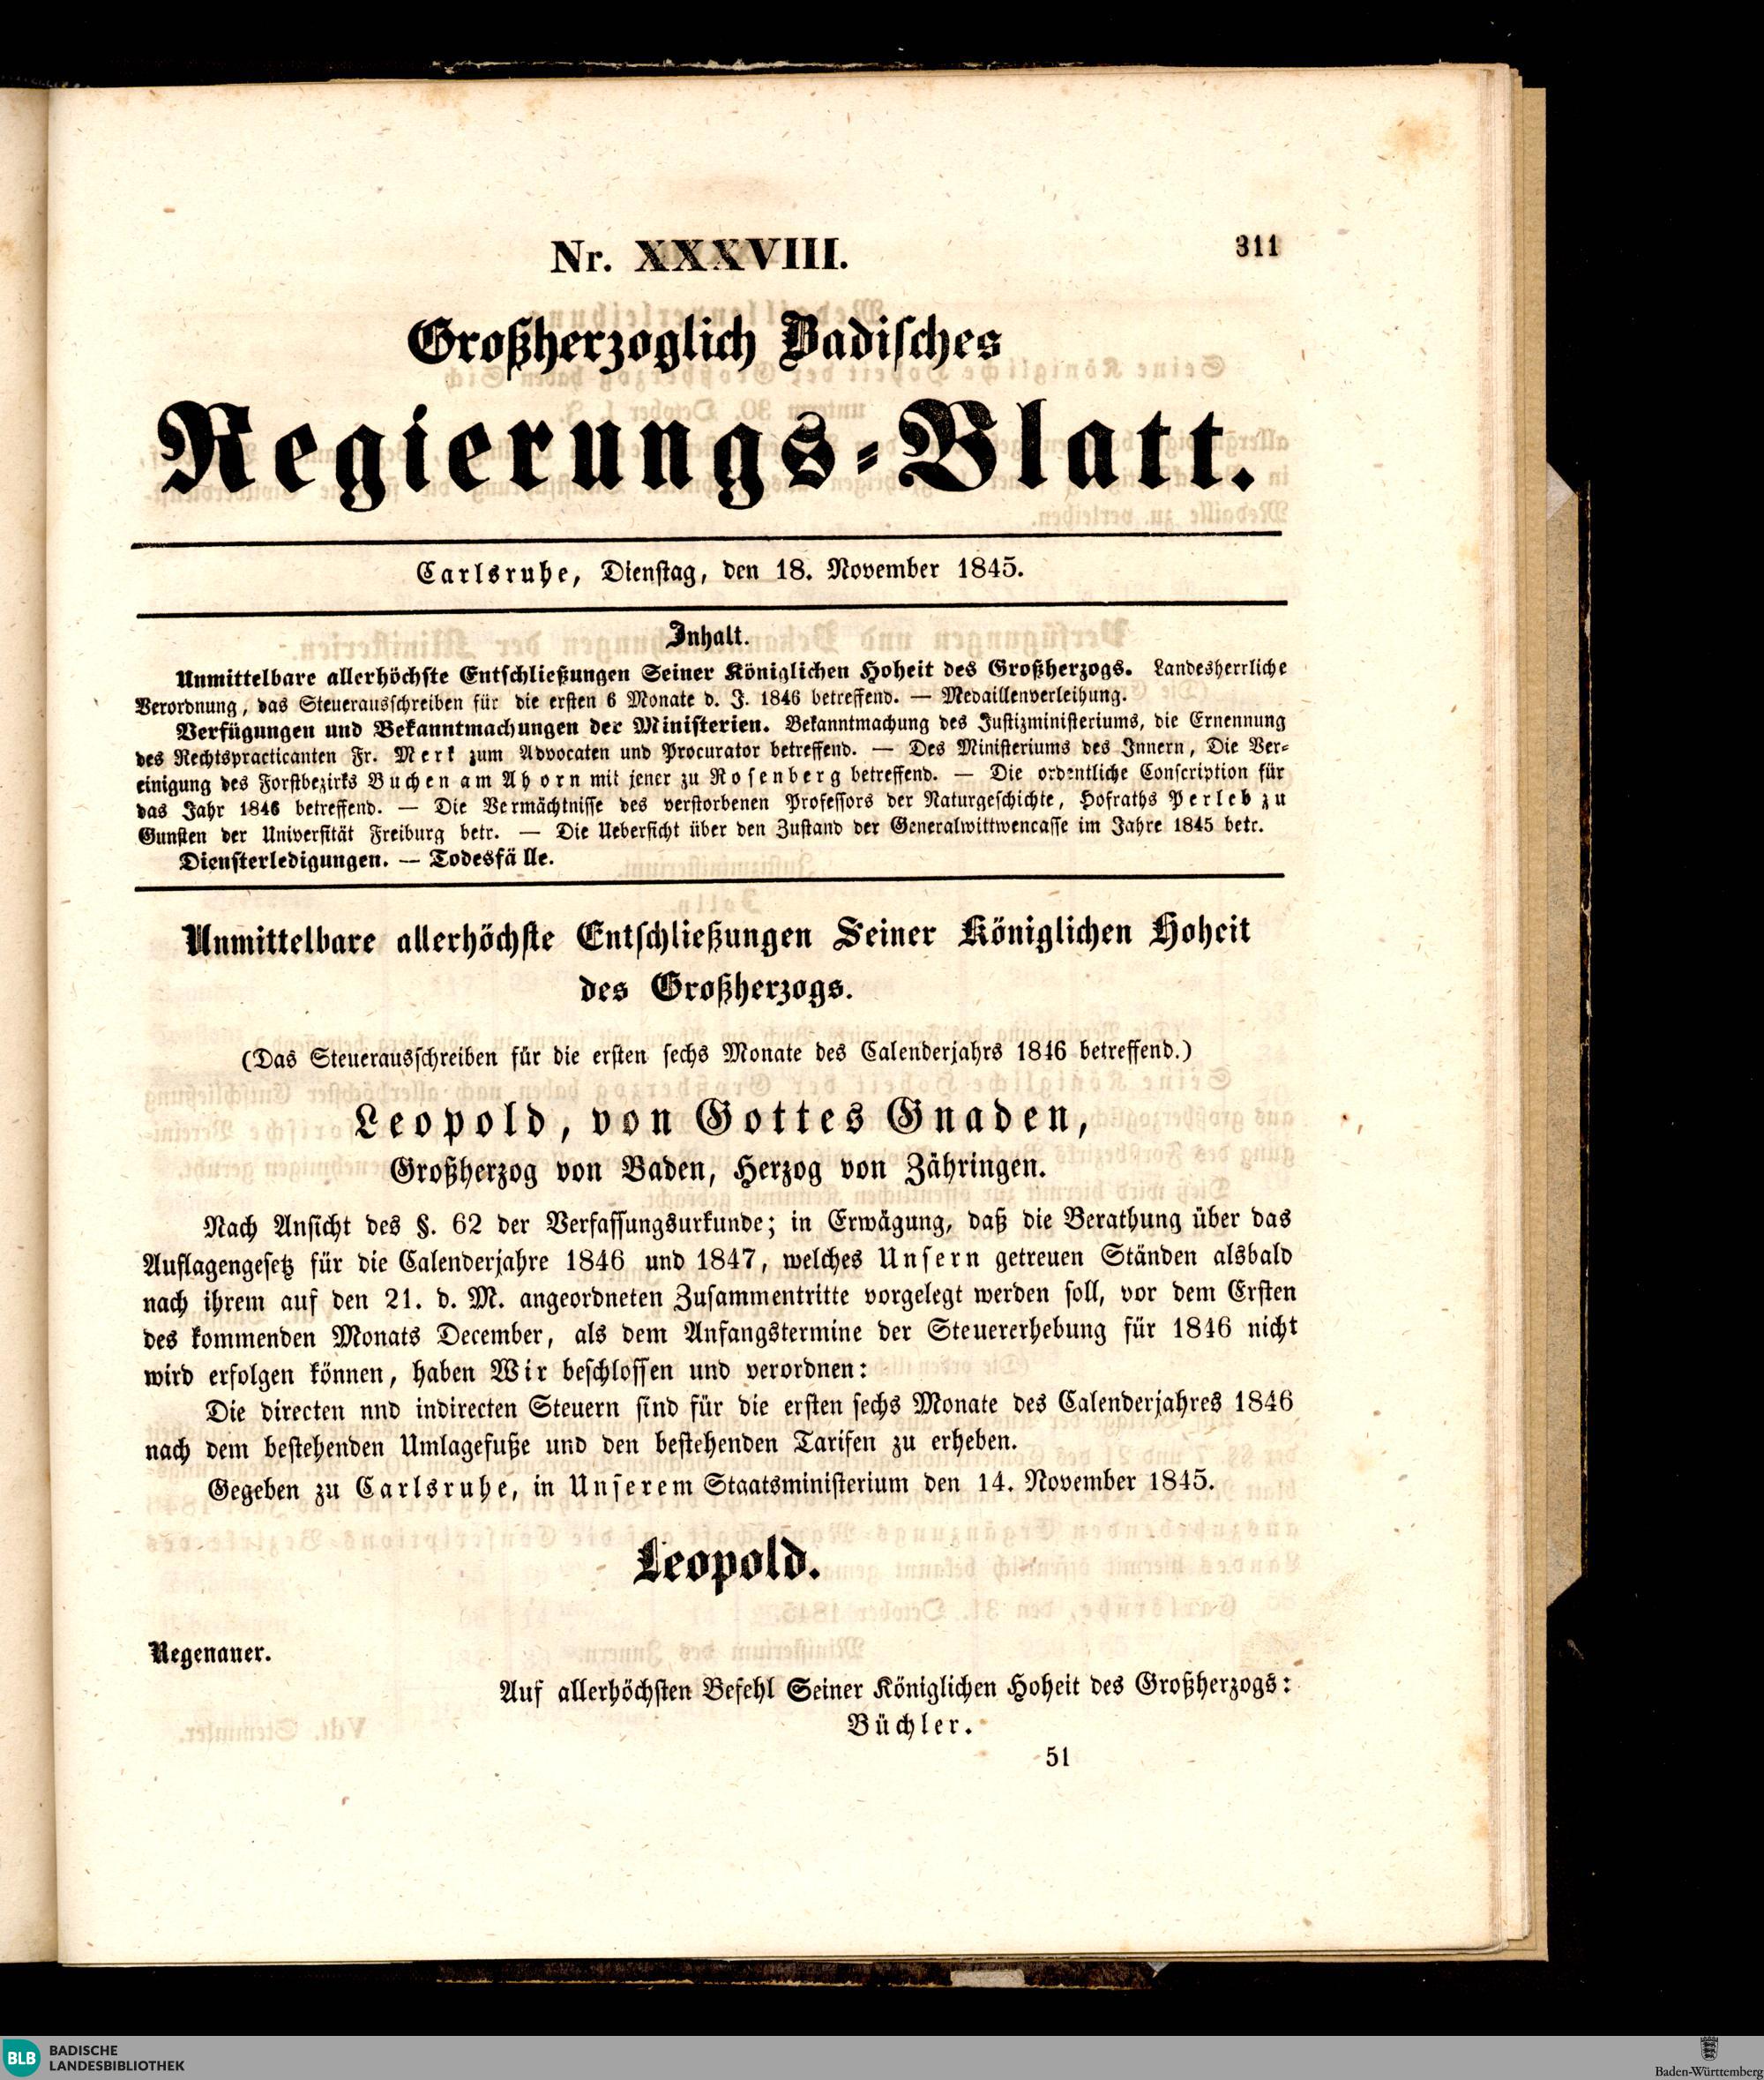 Nr. XXXVIII.
311
Großherzoglich Badisches
Regierungs-Blatt.
Carlsruhe, Dienstag, den 18. November 1845.
Inhalt.
Unmittelbare allerhöchste Entschließungen Seiner Königlichen Hoheit des Großherzogs. Landesherrliche
Verordnung, das Steuerausschreiben für die ersten 6 Monate d. J. 1846 betreffend. — Medaillenverleihung.
Verfügungen und Bekanntmachungen der Ministerien. Bekanntmachung des Justizministeriums, die Ernennung
des Rechtspracticanten Fr. Merk zum Advocaten und Procurator betreffend. — Des Ministeriums des Innern, Die Ver-
einigung des Forstbezirks Buchen am Ahorn mit jener zu Rosenberg betreffend. — Die ordentliche Conscription für
das Jahr 1846 betreffend. — Die Vermächtnisse des verstorbenen Professors der Naturgeschichte, Hofraths Perleb zu
Gunsten der Universität Freiburg betr. — Die Uebersicht über den Zustand der Generalwittwencasse im Jahre 1845 betr.
Diensterledigungen. — Todesfälle.
Unmittelbare allerhöchste Entschließungen Seiner Königlichen Hoheit
des Großherzogs.
(Das Steuerausschreiben für die ersten sechs Monate des Calenderjahrs 1846 betreffend.)
Leopold, von Gottes Gnaden,
Großherzog von Baden, Herzog von Zähringen.
Nach Ansicht des §. 62 der Verfassungsurkunde; in Erwägung, daß die Berathung über das
Auflagengesetz für die Calenderjahre 1846 und 1847, welches Unsern getreuen Ständen alsbald
nach ihrem auf den 21. d. M. angeordneten Zusammentritte vorgelegt werden soll, vor dem Ersten
des kommenden Monats December, als dem Anfangstermine der Steuererhebung für 1846 nicht
wird erfolgen können, haben Wir beschlossen und verordnen:
Die directen nnd indirecten Steuern sind für die ersten sechs Monate des Calenderjahres 1846
nach dem bestehenden Umlagefuße und den bestehenden Tarifen zu erheben.
Gegeben zu Carlsruhe, in Unserem Staatsministerium den 14. November 1845.
Leopold.
Regenauer.
Auf allerhöchsten Befehl Seiner Königlichen Hoheit des Großherzogs:
Büchler.
51
BLB BADISCHE
LANDESBIBLIOTHEK
Baden-Württemberg